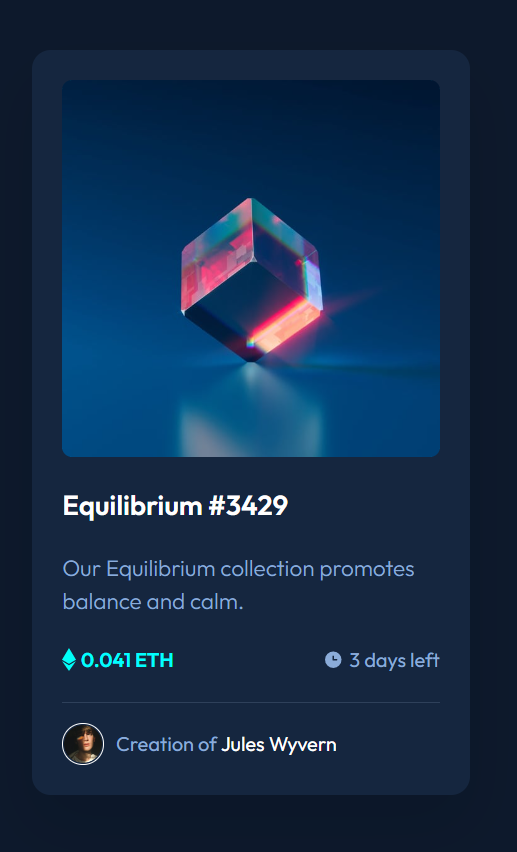 Equilibrium #3429
Our Equilibrium collection promotes
balance and calm.
0.041 ETH
3 days left
Creation of Jules Wyvern